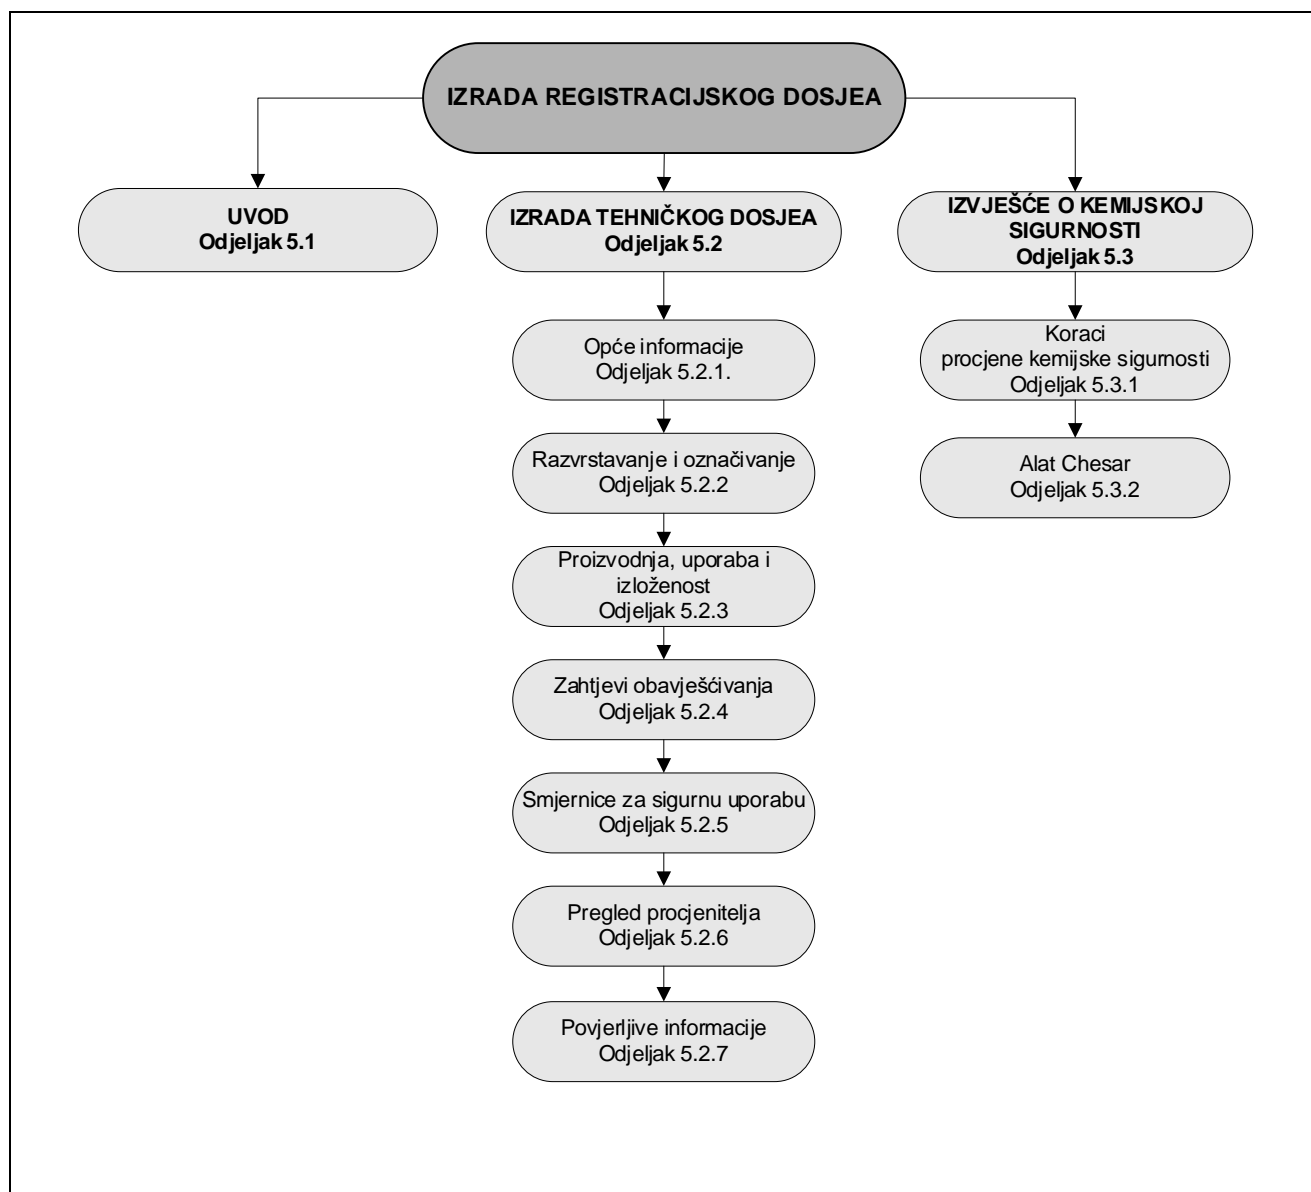 IZRADA REGISTRACIJSKOG DOSJEA
UVOD
Odjeljak 5.1
IZRADA TEHNIČKOG DOSJEA
Odjeljak 5.2
Opće informacije
Odjeljak 5.2.1.
Razvrstavanje i označivanje
Odjeljak 5.2.2
Proizvodnja, uporaba i
izloženost
Odjeljak 5.2.3
Zahtjevi obavješćivanja
Odjeljak 5.2.4
Smjernice za sigurnu uporabu
Odjeljak 5.2.5
Pregled procjenitelja
Odjeljak 5.2.6
Povjerljive informacije
Odjeljak 5.2.7
IZVJEŠĆE O KEMIJSKOJ
SIGURNOSTI
Odjeljak 5.3
Koraci
procjene kemijske sigurnosti
Odjeljak 5.3.1
Alat Chesar
Odjeljak 5.3.2